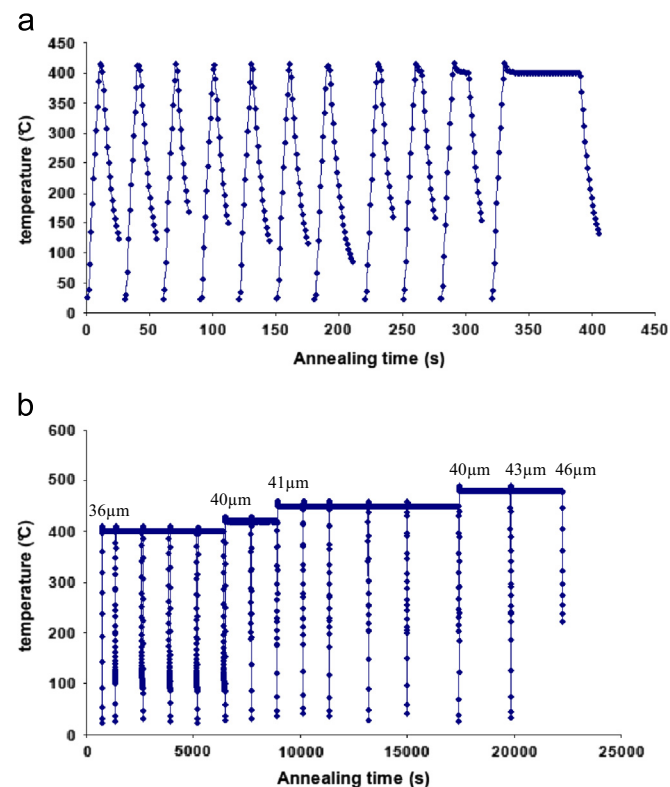 a
450
400
350
300
250
200
150
100
50
0
temperature (℃)
0 50 100 150 200 250 300 350 400 450
Annealing time (s)
b
600
500
400
300
200
100
0
temperature (℃)
36μm
40μm
41μm
40μm 43μm 46μm
0 5000 10000 15000 20000 25000
Annealing time (s)